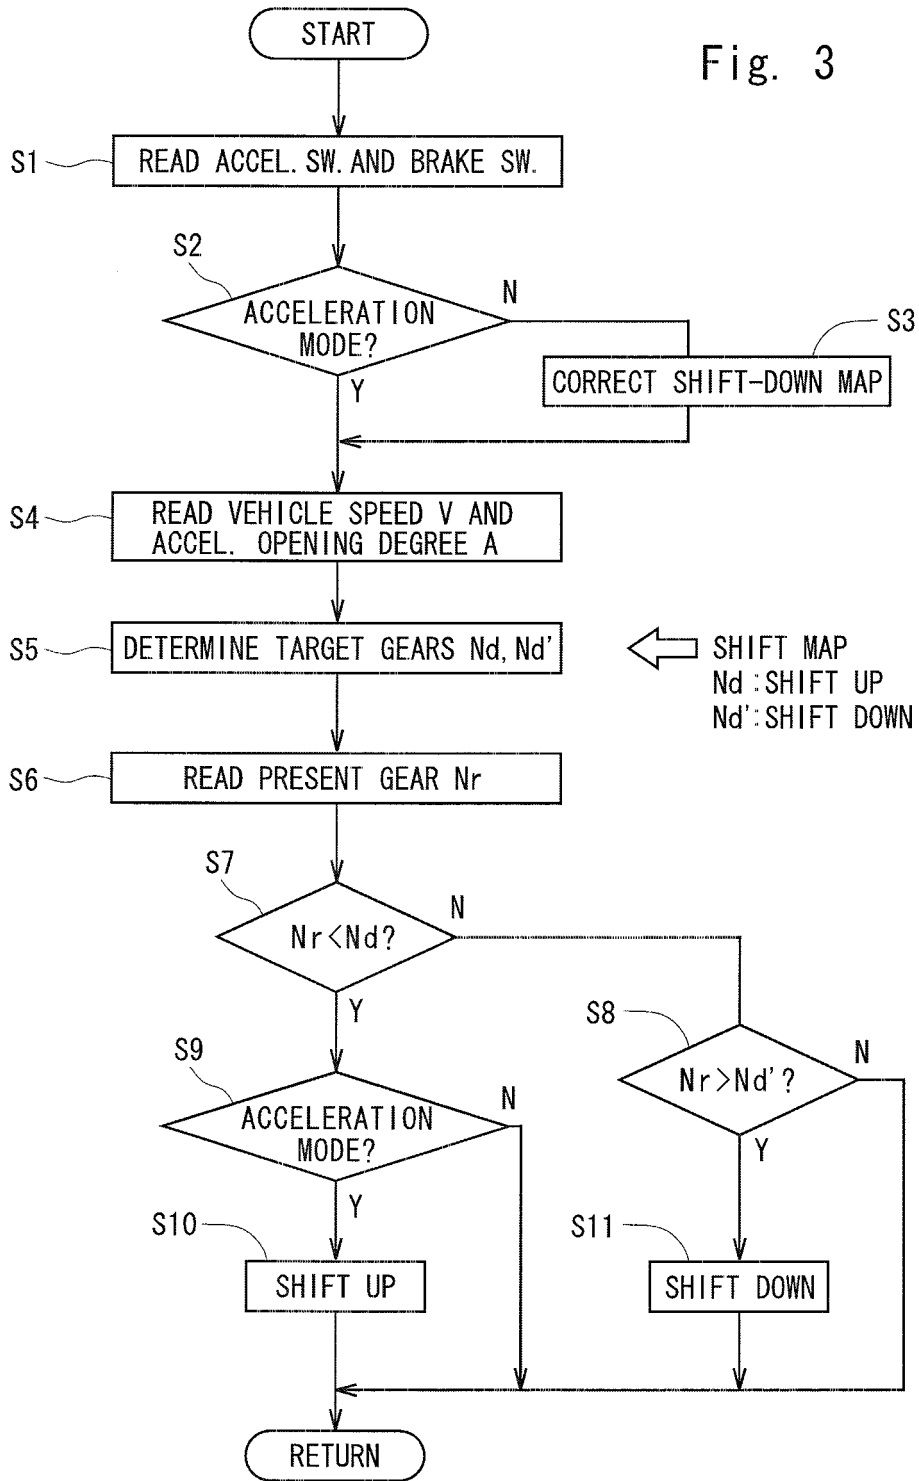 START
Fig. 3
S1
READ ACCEL. SW. AND BRAKE SW.
S2
ACCELERATION
MODE?
N
Y
S3
CORRECT SHIFT-DOWN MAP
S4
READ VEHICLE SPEED V AND
ACCEL. OPENING DEGREE A
S5
DETERMINE TARGET GEARS Nd, Nd'
SHIFT MAP
Nd : SHIFT UP
Nd' : SHIFT DOWN
S6
READ PRESENT GEAR Nr
S7
Nr<Nd?
N
Y
S8
Nr>Nd'?
N
Y
S9
ACCELERATION
MODE?
N
Y
S10
SHIFT UP
S11
SHIFT DOWN
RETURN